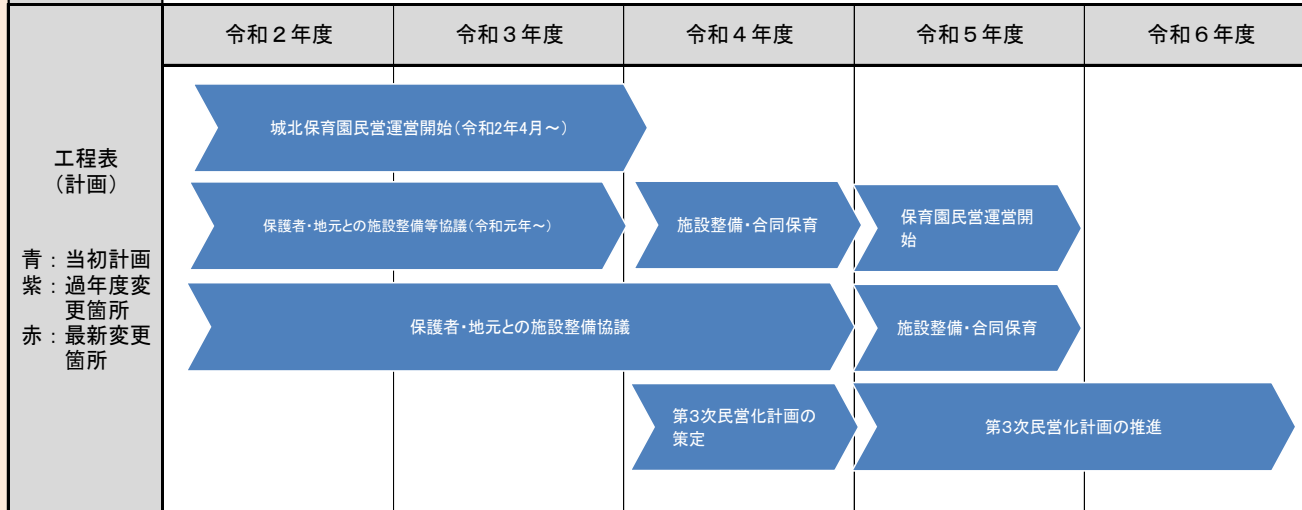 令和２年度
令和３年度
令和４年度
令和５年度
令和６年度
工程表
（計画）
青：当初計画
紫：過年度変
更箇所
赤：最新変更
箇所
城北保育園民営運営開始（令和2年4月～）
保護者・地元との施設整備等協議（令和元年～）
施設整備・合同保育
保育園民営運営開
始
保護者・地元との施設整備協議
施設整備・合同保育
第3次民営化計画の
策定
第3次民営化計画の推進